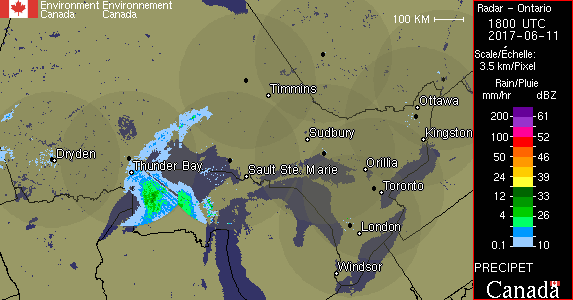 Environment Environnement
Canada Canada
100 KM
Timmins
Ottawa
Sudbury
Kingston
Dryden
Thunder Bay
Sault Ste. Marie
Orillia
Toronto
London
Windsor
Radar - Ontario
1800 UTC
2017-06-11
Scale/Échelle:
3.5 km/Pixel
Rain/Pluie
mm/hr dBZ
200 61
100 52
50 46
24 39
12 33
4 26
0.1 10
PRECIPET
Canada